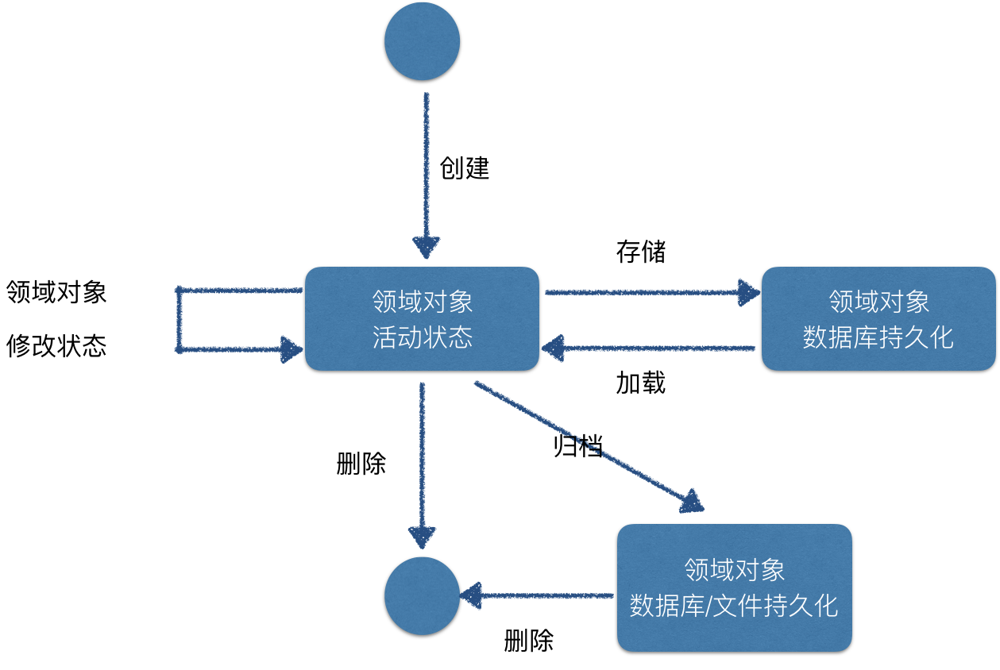 创建
存储
领域对象
修改状态
领域对象
活动状态
领域对象
数据库持久化
加载
归档
删除
领域对象
数据库/文件持久化
删除